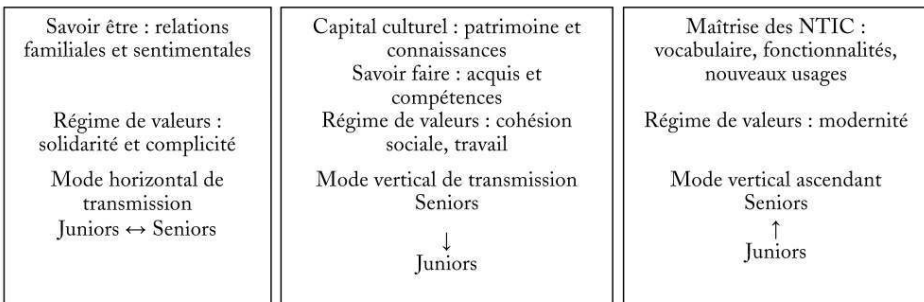 Savoir être : relations
familiales et sentimentales
Régime de valeurs :
solidarité et complicité
Mode horizontal de
transmission
Juniors ↔ Seniors
Capital culturel : patrimoine et
connaissances
Savoir faire : acquis et
compétences
Régime de valeurs : cohésion
sociale, travail
Mode vertical de transmission
Seniors
↓
Juniors
Maîtrise des NTIC :
vocabulaire, fonctionnalités,
nouveaux usages
Régime de valeurs : modernité
Mode vertical ascendant
Seniors
↑
Juniors